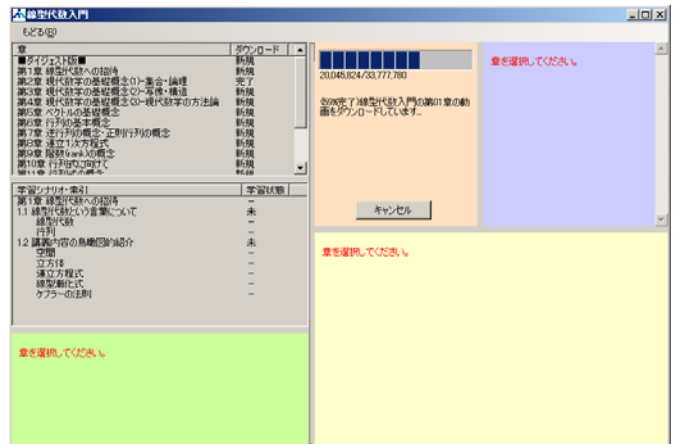 線型代数入門
もどる(B)
章 ダウンロード
■ダイジェスト版■ 新規
第1章 線型代数への招待 新規
第2章 現代数学の基礎概念(1)-集合・論理 完了
第3章 現代数学の基礎概念(2)-写像・構造 新規
第4章 現代数学の基礎概念(3)-現代数学の方法論 新規
第5章 ベクトルの基礎概念 新規
第6章 行列の基本概念 新規
第7章 逆行列の概念・正則行列の概念 新規
第8章 連立1次方程式 新規
第9章 階数(rank)の概念 新規
第10章 行列式に向けて 新規
第11章 行列式の概念 新規
学習シナリオ・索引 学習状態
第1章 線型代数への招待 −
1.1 線型代数という言葉について 未
線型代数 −
行列 −
1.2 講義内容の鳥瞰図的紹介 未
空間 −
立方体 −
連立方程式 −
線型漸化式 −
ケプラーの法則 −
章を選択してください。
20,045,824/33,777,780
(59%完了)線型代数入門の第01章の動
画をダウンロードしています...
キャンセル
章を選択してください。
章を選択してください。